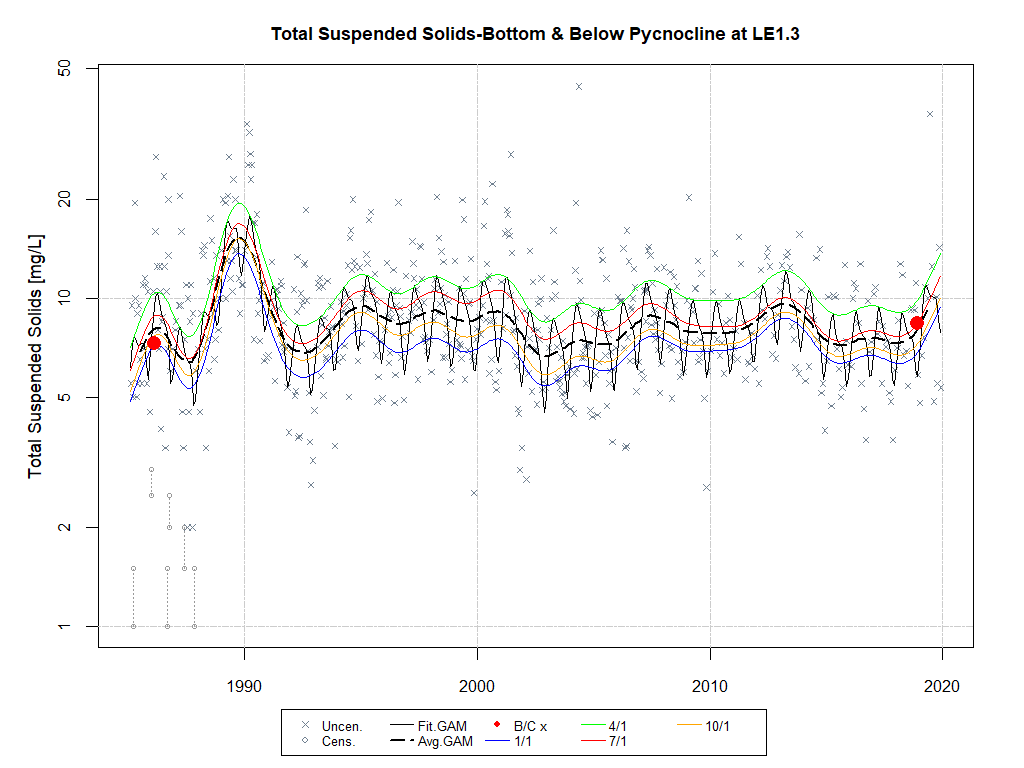 Total Suspended Solids-Bottom & Below Pycnocline at LE1.3
Total Suspended Solids [mg/L]
50
20
10
5
2
1
1990 2000 2010 2020
Uncen. Fit.GAM B/C x 4/1 10/1
Cens. Avg.GAM 1/1 7/1